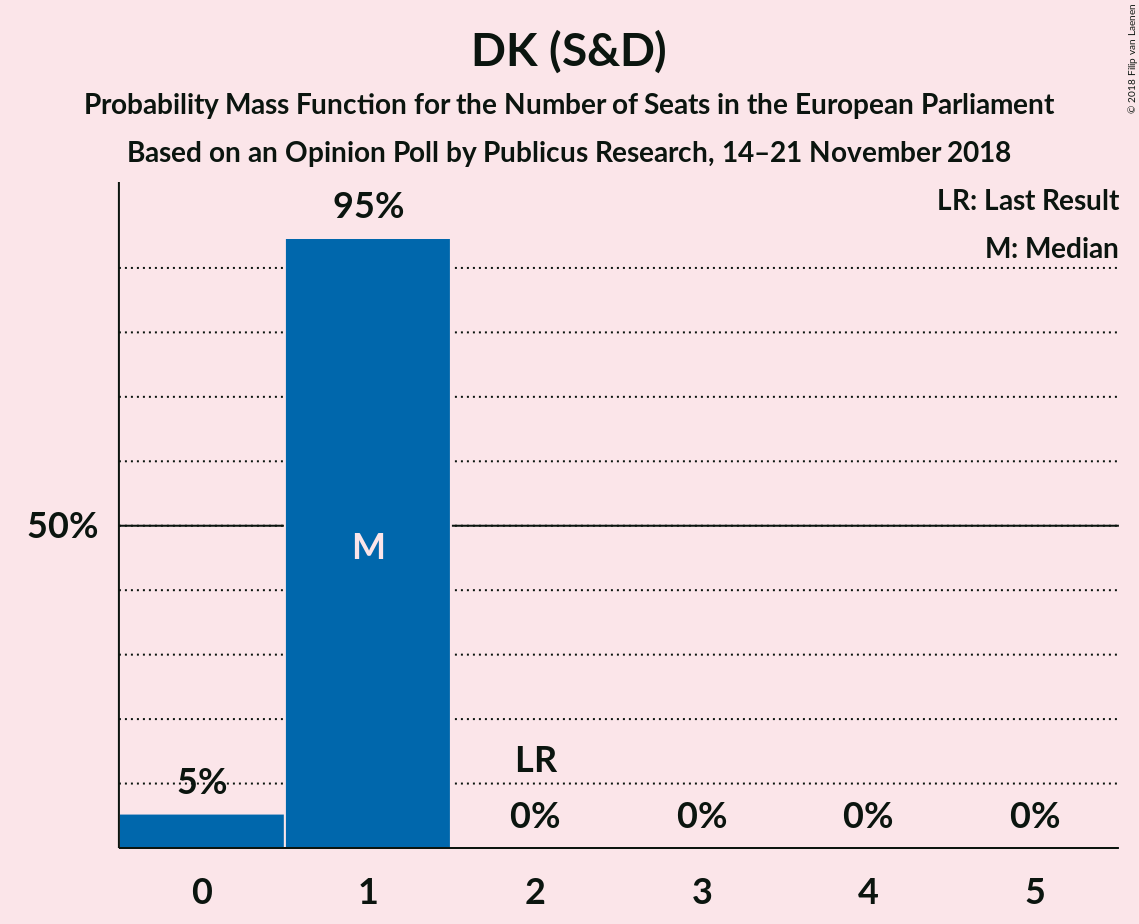 DK (S&D)
Probability Mass Function for the Number of Seats in the European Parliament
Based on an Opinion Poll by Publicus Research, 14–21 November 2018
© 2018 Filip van Laenen
LR: Last Result
M: Median
95%
50%
M
LR
5%
0%
0%
0%
0%
0
1
2
3
4
5